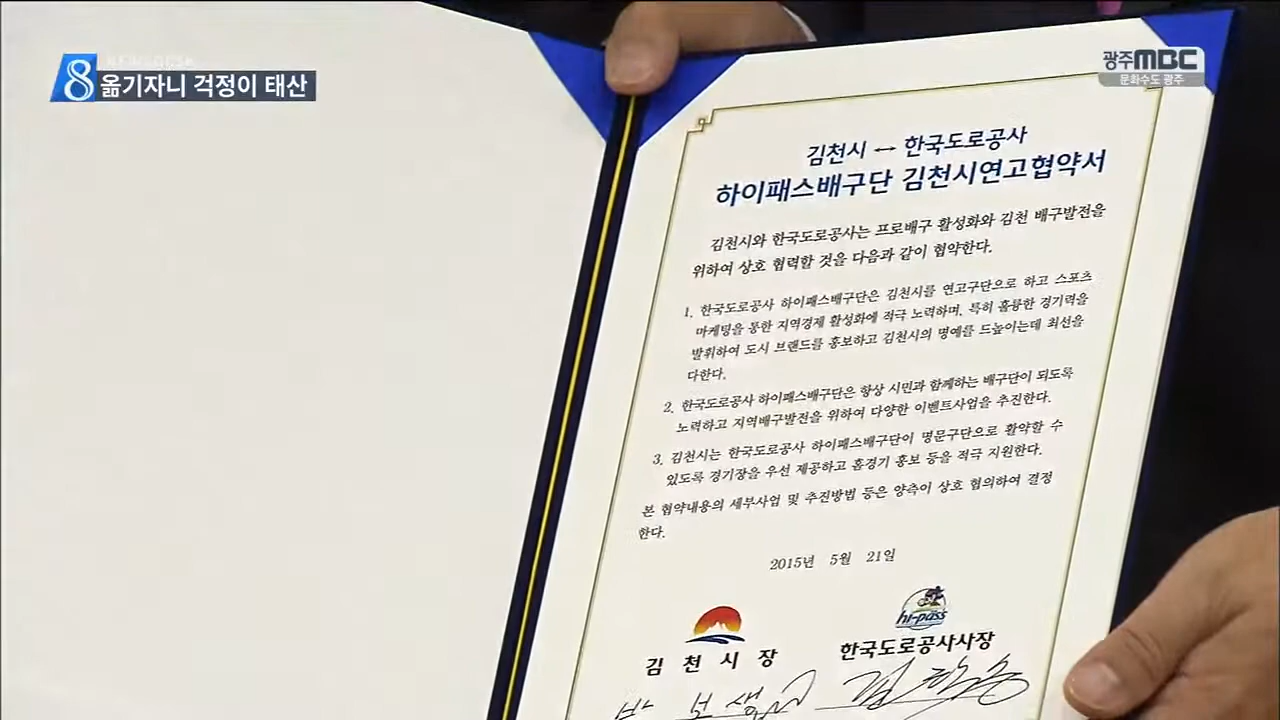 8 옮기자니 걱정이 태산
광주MBC
문화수도 광주
김천시 ↔ 한국도로공사
하이패스배구단 김천시연고협약서
김천시와 한국도로공사는 프로배구 활성화와 김천 배구발전을
위하여 상호 협력할 것을 다음과 같이 협약한다.
1. 한국도로공사 하이패스배구단은 김천시를 연고구단으로 하고 스포츠
마케팅을 통한 지역경제 활성화에 적극 노력하며, 특히 훌륭한 경기력을
발휘하여 도시 브랜드를 홍보하고 김천시의 명예를 드높이는데 최선을
다한다.
2. 한국도로공사 하이패스배구단은 항상 시민과 함께하는 배구단이 되도록
노력하고 지역배구발전을 위하여 다양한 이벤트사업을 추진한다.
3. 김천시는 한국도로공사 하이패스배구단이 명문구단으로 활약할 수
있도록 경기장을 우선 제공하고 홈경기 홍보 등을 적극 지원한다.
본 협약내용의 세부사업 및 추진방법 등은 양측이 상호 협의하여 결정
한다.
2015년 5월 21일
hi-pass
김 천 시 장 한국도로공사사장
박 보 생